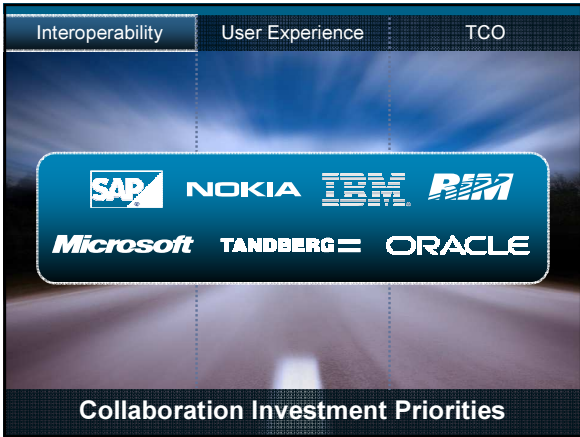 Interoperability User Experience TCO
SAP® NOKIA IBM® RIM
Microsoft TANDBERG ORACLE
Collaboration Investment Priorities